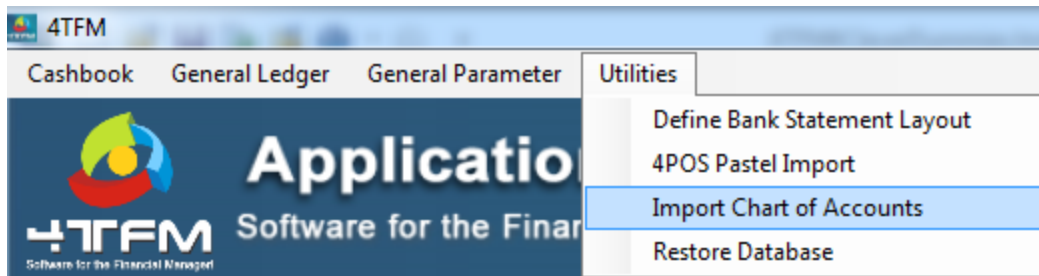 4TFM
Cashbook General Ledger General Parameter Utilities
Define Bank Statement Layout
4POS Pastel Import
Import Chart of Accounts
Restore Database
Applicatio
Software for the Finan
4TFM
Software for the Financial Managed